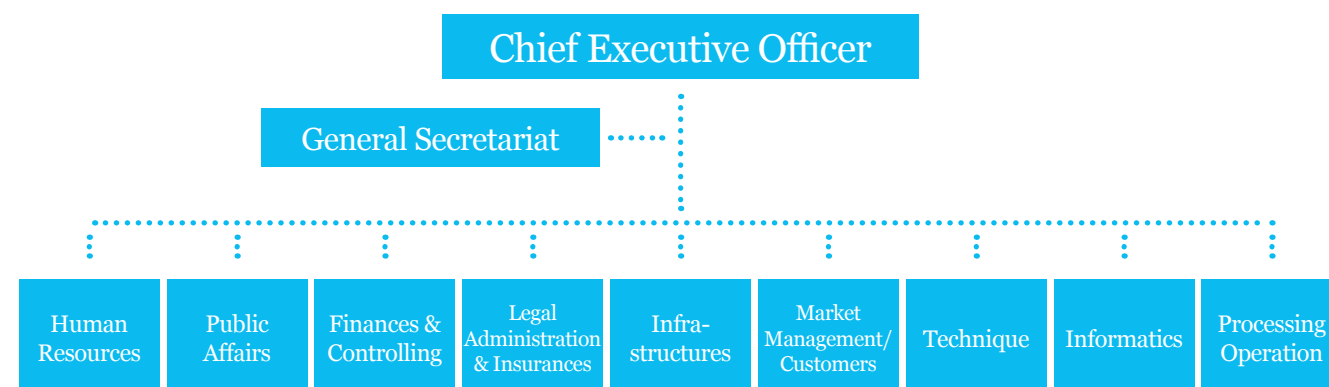 Chief Executive Officer
General Secretariat
Human
Resources
Public
Affairs
Finances &
Controlling
Legal
Administration
& Insurances
Infra-
structures
Market
Management/
Customers
Technique
Informatics
Processing
Operation